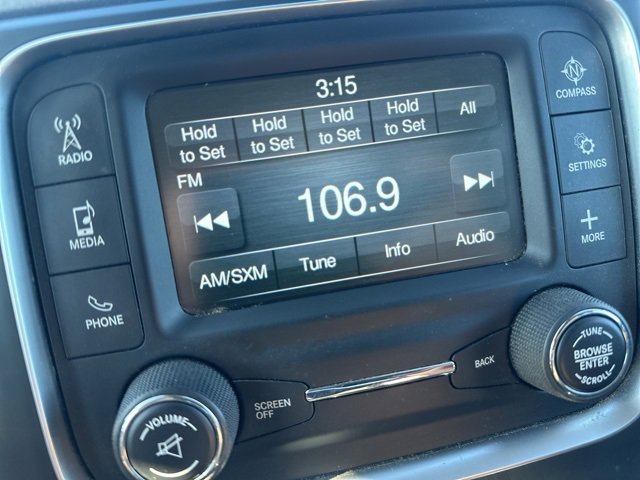 3:15
Hold to Set
Hold to Set
Hold to Set
Hold to Set
All
FM
106.9
AM/SXM
Tune
Info
Audio
RADIO
MEDIA
PHONE
N
COMPASS
SETTINGS
MORE
VOLUME
SCREEN OFF
BACK
TUNE
BROWSE
ENTER
SCROLL